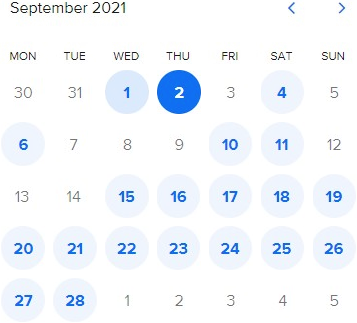 September 2021
MON TUE WED THU FRI SAT SUN
30 31 1 2 3 4 5
6 7 8 9 10 11 12
13 14 15 16 17 18 19
20 21 22 23 24 25 26
27 28 1 2 3 4 5